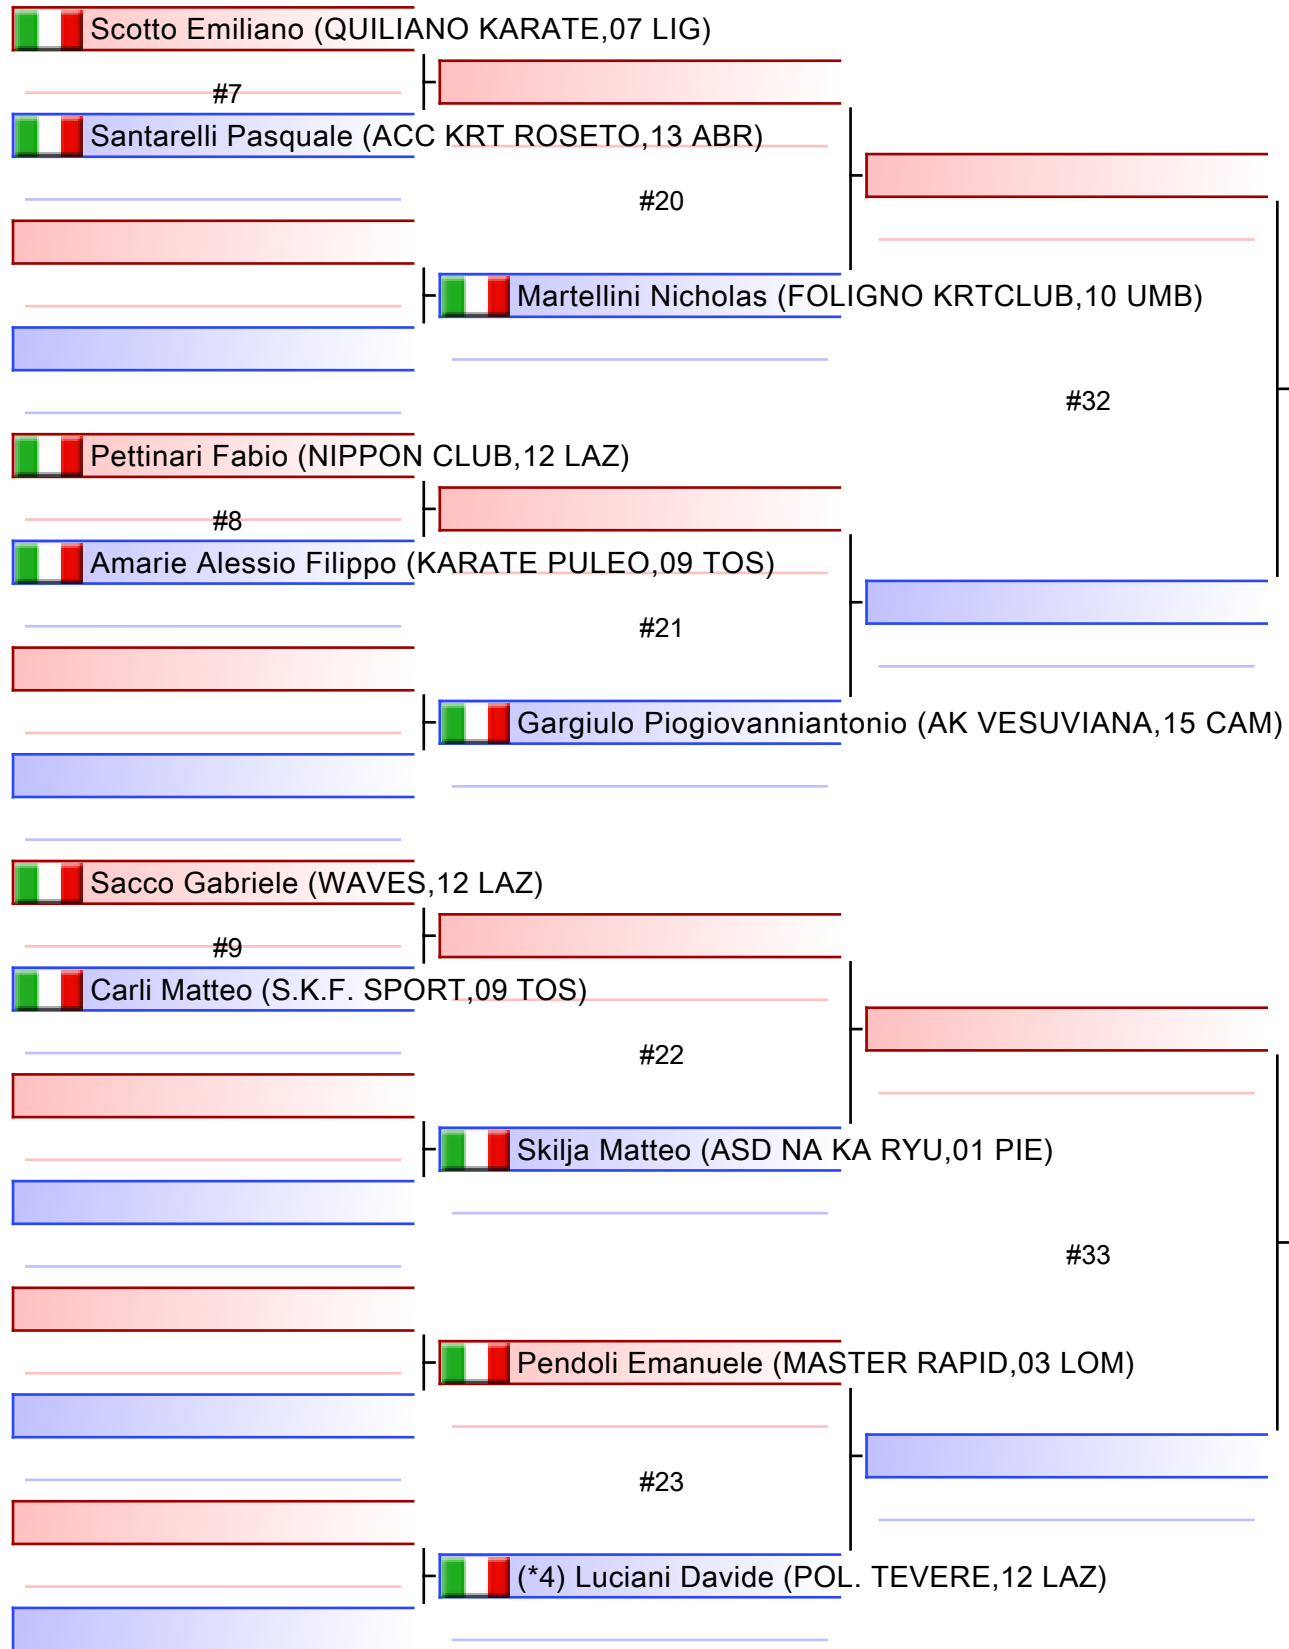 Scotto Emiliano (QUILIANO KARATE,07 LIG)
#7
Santarelli Pasquale (ACC KRT ROSETO,13 ABR)
#20
Martellini Nicholas (FOLIGNO KRTCLUB,10 UMB)
#32
Pettinari Fabio (NIPPON CLUB,12 LAZ)
#8
Amarie Alessio Filippo (KARATE PULEO,09 TOS)
#21
Gargiulo Piogiovanniantonio (AK VESUVIANA,15 CAM)
Sacco Gabriele (WAVES,12 LAZ)
#9
Carli Matteo (S.K.F. SPORT,09 TOS)
#22
Skilja Matteo (ASD NA KA RYU,01 PIE)
#33
Pendoli Emanuele (MASTER RAPID,03 LOM)
#23
(*4) Luciani Davide (POL. TEVERE,12 LAZ)